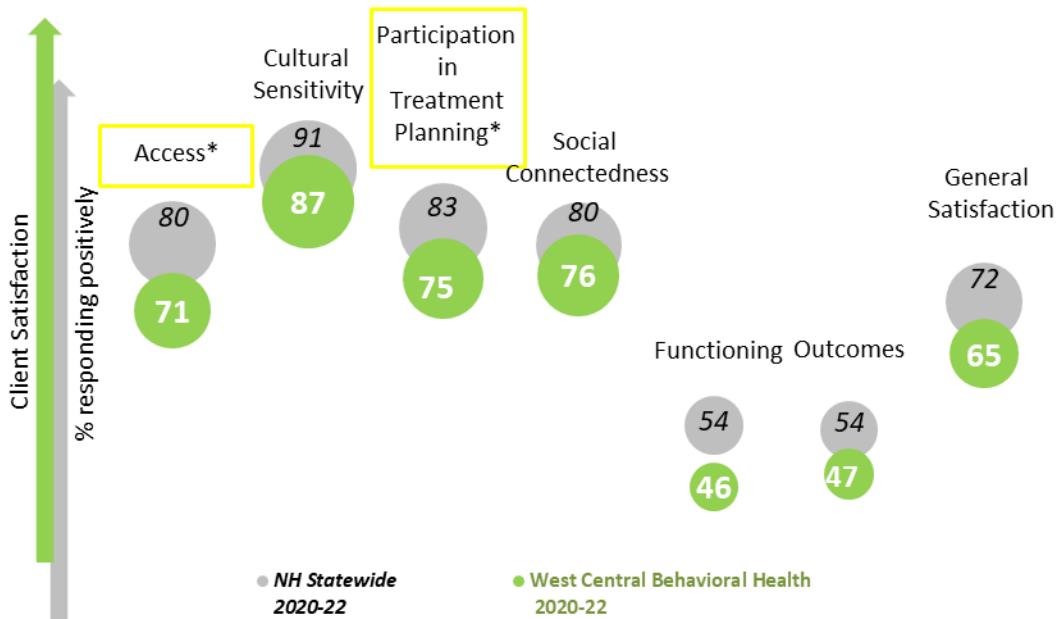 Client Satisfaction
% responding positively
Access*
80
71
Cultural
Sensitivity
91
87
Participation
in
Treatment
Planning*
83
75
Social
Connectedness
80
76
Functioning
54
46
Outcomes
54
47
General
Satisfaction
72
65
NH Statewide
2020-22
West Central Behavioral Health
2020-22